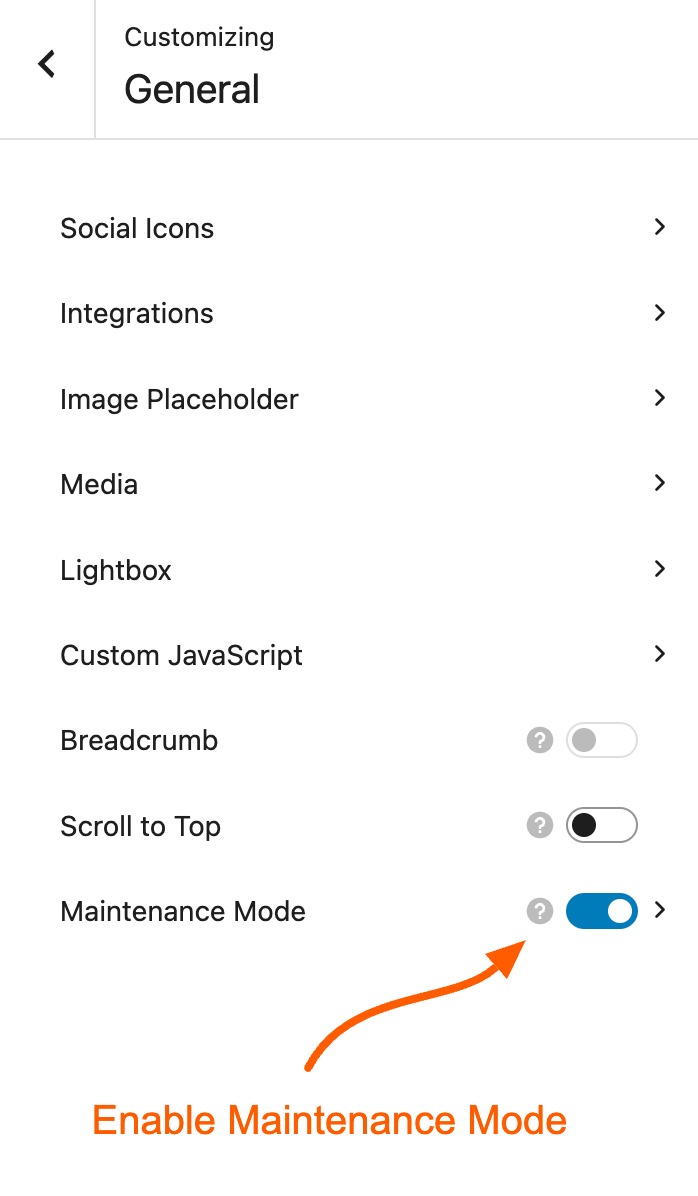 Customizing
General
Social Icons
Integrations
Image Placeholder
Media
Lightbox
Custom JavaScript
Breadcrumb ?
Scroll to Top ?
Maintenance Mode ?
Enable Maintenance Mode